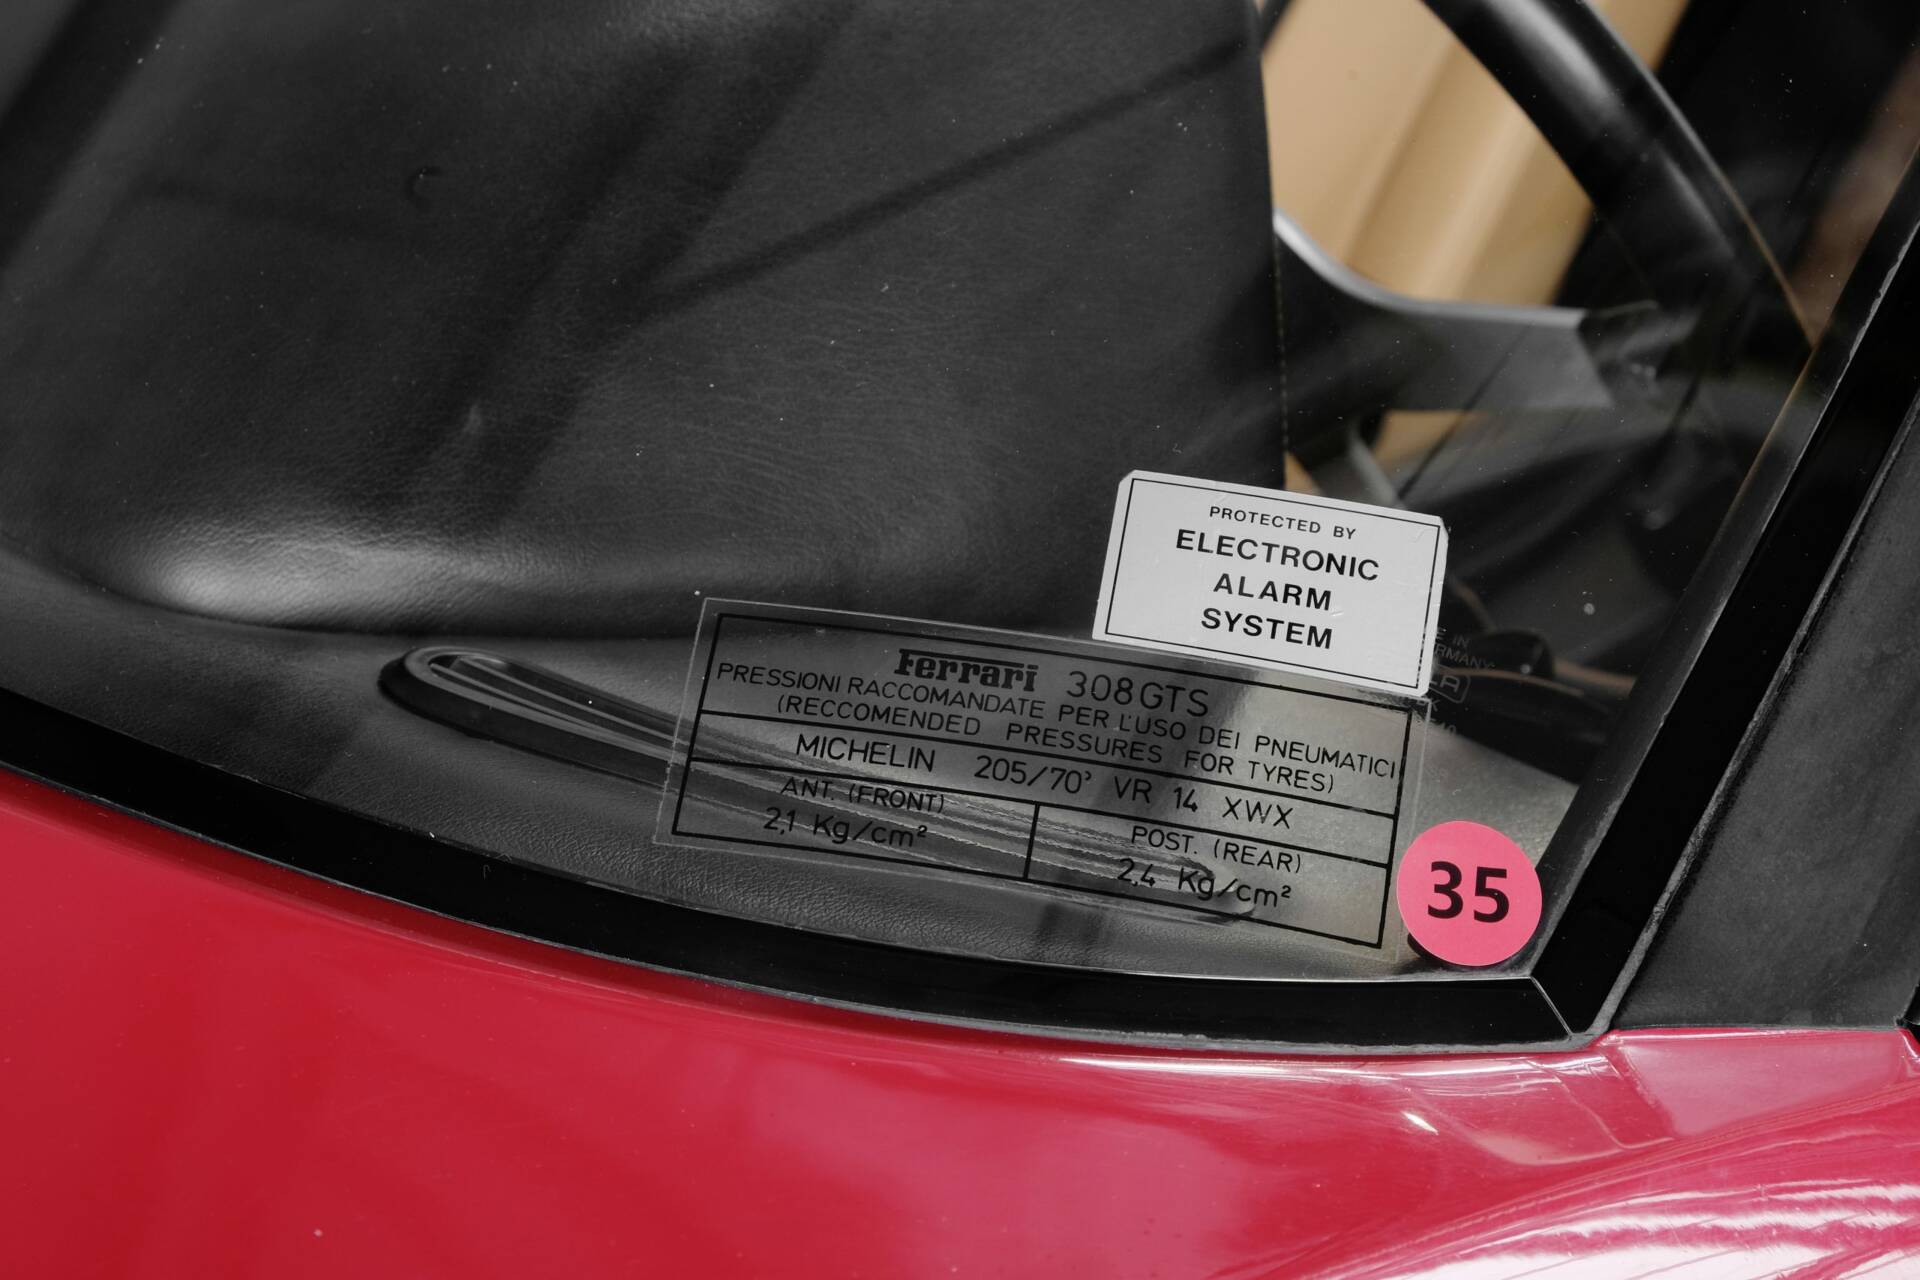 PROTECTED BY
ELECTRONIC
ALARM
SYSTEM
Ferrari 308GTS
PRESSIONI RACCOMANDATE PER L'USO DEI PNEUMATICI
(RECCOMENDED PRESSURES FOR TYRES)
MICHELIN 205/70' VR 14 XWX
ANT. (FRONT)
2,1 Kg/cm²
POST. (REAR)
2,4 Kg/cm²
35
IN